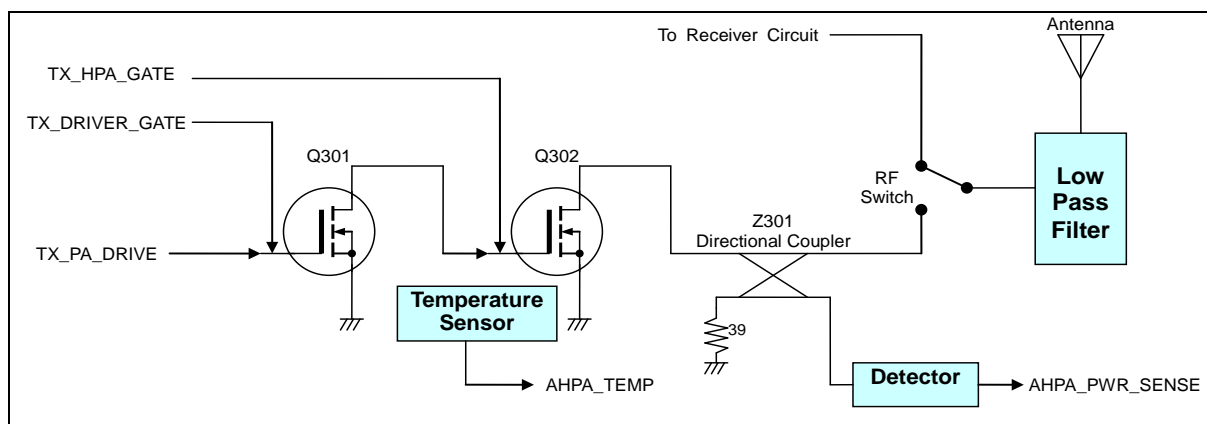 To Receiver Circuit
Antenna
TX_HPA_GATE
TX_DRIVER_GATE
Q301
Q302
RF
Switch
Low
Pass
Filter
Z301
Directional Coupler
TX_PA_DRIVE
Temperature
Sensor
39
AHPA_TEMP
Detector
AHPA_PWR_SENSE